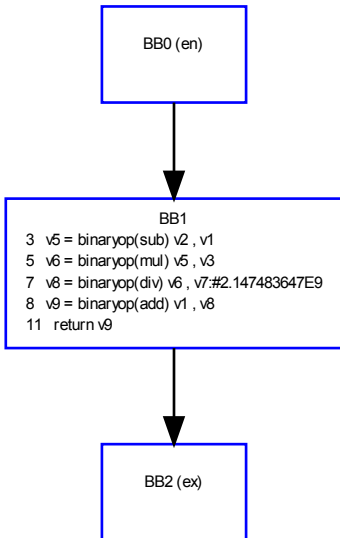 BB0 (en)
BB1
3 v5 = binaryop(sub) v2 , v1
5 v6 = binaryop(mul) v5 , v3
7 v8 = binaryop(div) v6 , v7:#2.147483647E9
8 v9 = binaryop(add) v1 , v8
11 return v9
BB2 (ex)